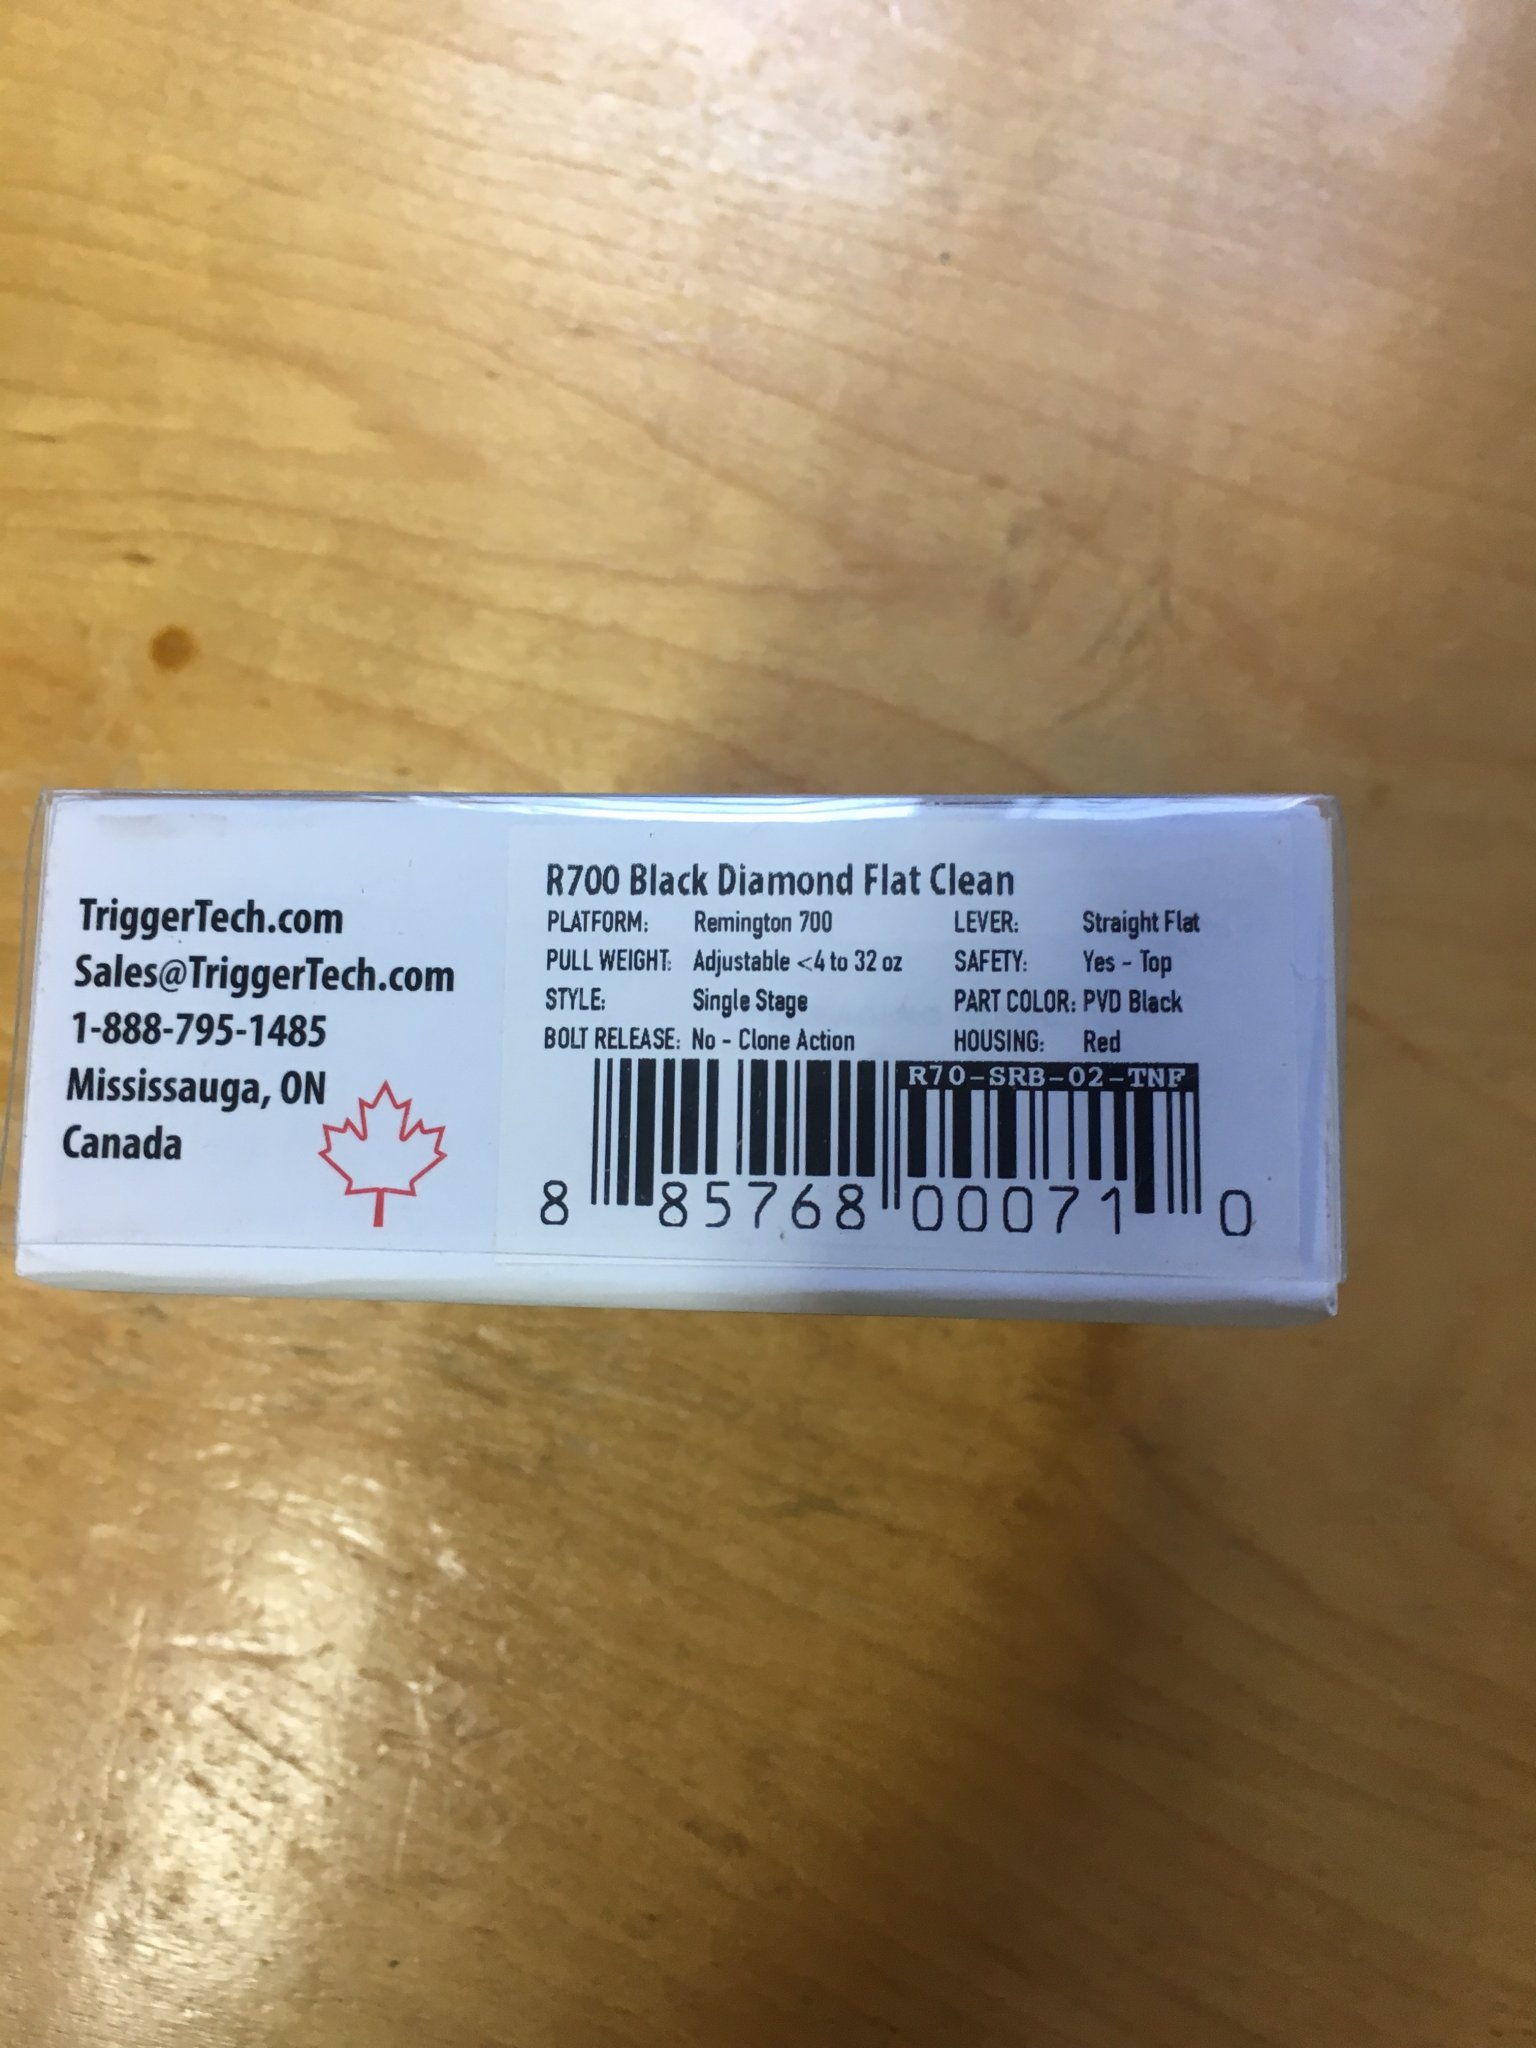 TriggerTech.com
Sales@TriggerTech.com
1-888-795-1485
Mississauga, ON
Canada
R700 Black Diamond Flat Clean
PLATFORM: Remington 700 LEVER: Straight Flat
PULL WEIGHT: Adjustable <4 to 32 oz SAFETY: Yes - Top
STYLE: Single Stage PART COLOR: PVD Black
BOLT RELEASE: No - Clone Action HOUSING: Red
R70-SRB-02-TNF
8 85768 00071 0